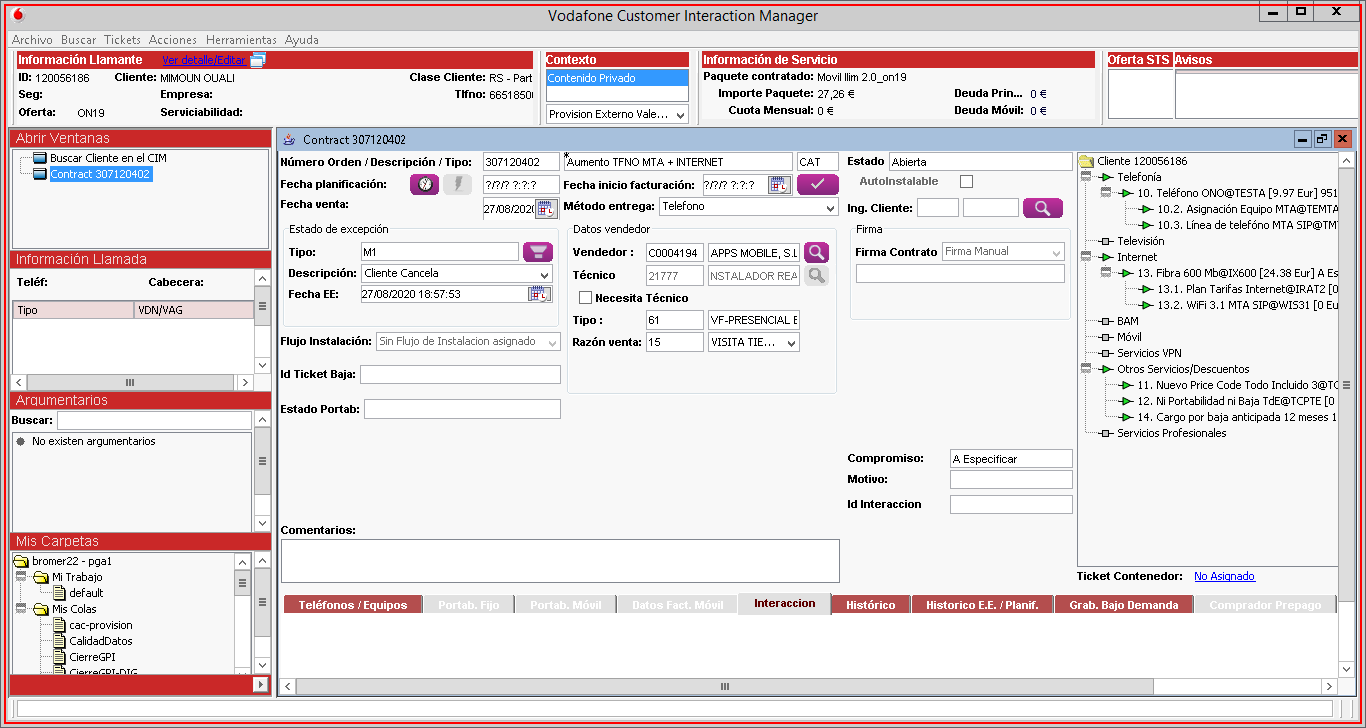 Vodafone Customer Interaction Manager
Archivo Buscar Tickets Acciones Herramientas Ayuda
Información Llamante Ver detalle/Editar
ID: 120056186 Cliente: MIMOUN OUALI Clase Cliente: RS - Part
Seg: Empresa: Tlfno: 66518500
Oferta: ON19 Serviciabilidad:
Contexto
Contenido Privado
Provision Externo Vale...
Información de Servicio
Paquete contratado: Movil Ilim 2.0_on19
Importe Paquete: 27,26 € Deuda Prin... 0 €
Cuota Mensual: 0 € Deuda Móvil: 0 €
Oferta STS Avisos
Abrir Ventanas
Buscar Cliente en el CIM
Contract 307120402
Información Llamada
Teléf: Cabecera:
Tipo VDN/VAG
Argumentarios
Buscar:
No existen argumentarios
Mis Carpetas
bromer22 - pga1
Mi Trabajo
default
Mis Colas
cac-provision
CalidadDatos
CierreGPI
CierreGPI-DIG
Contract 307120402
Número Orden / Descripción / Tipo: 307120402 *Aumento TFNO MTA + INTERNET CAT Estado Abierta
Fecha planificación: ?/?/? ?:?:? Fecha inicio facturación: ?/?/? ?:?:? AutoInstalable
Fecha venta: 27/08/2020 Método entrega: Telefono Ing. Cliente:
Estado de excepción
Tipo: M1
Descripción: Cliente Cancela
Fecha EE: 27/08/2020 18:57:53
Flujo Instalación: Sin Flujo de Instalacion asignado
Id Ticket Baja:
Estado Portab:
Datos vendedor
Vendedor : C0004194 APPS MOBILE, S.L
Técnico 21777 NSTALADOR REA
Necesita Técnico
Tipo : 61 VF-PRESENCIAL E
Razón venta: 15 VISITA TIE...
Firma
Firma Contrato Firma Manual
Compromiso: A Especificar
Motivo:
Id Interaccion
Comentarios:
Cliente 120056186
Telefonía
10. Teléfono ONO@TESTA [9.97 Eur] 951
10.2. Asignación Equipo MTA@TEMTA
10.3. Línea de telefóno MTA SIP@TM
Televisión
Internet
13. Fibra 600 Mb@IX600 [24.38 Eur] A Es
13.1. Plan Tarifas Internet@IRAT2 [0
13.2. WiFi 3.1 MTA SIP@WIS31 [0 Eu
BAM
Móvil
Servicios VPN
Otros Servicios/Descuentos
11. Nuevo Price Code Todo Incluido 3@TC
12. Ni Portabilidad ni Baja TdE@TCPTE [0
14. Cargo por baja anticipada 12 meses 1
Servicios Profesionales
Ticket Contenedor: No Asignado
Teléfonos / Equipos Portab. Fijo Portab. Móvil Datos Fact. Móvil Interaccion Histórico Historico E.E. / Planif. Grab. Bajo Demanda Comprador Prepago